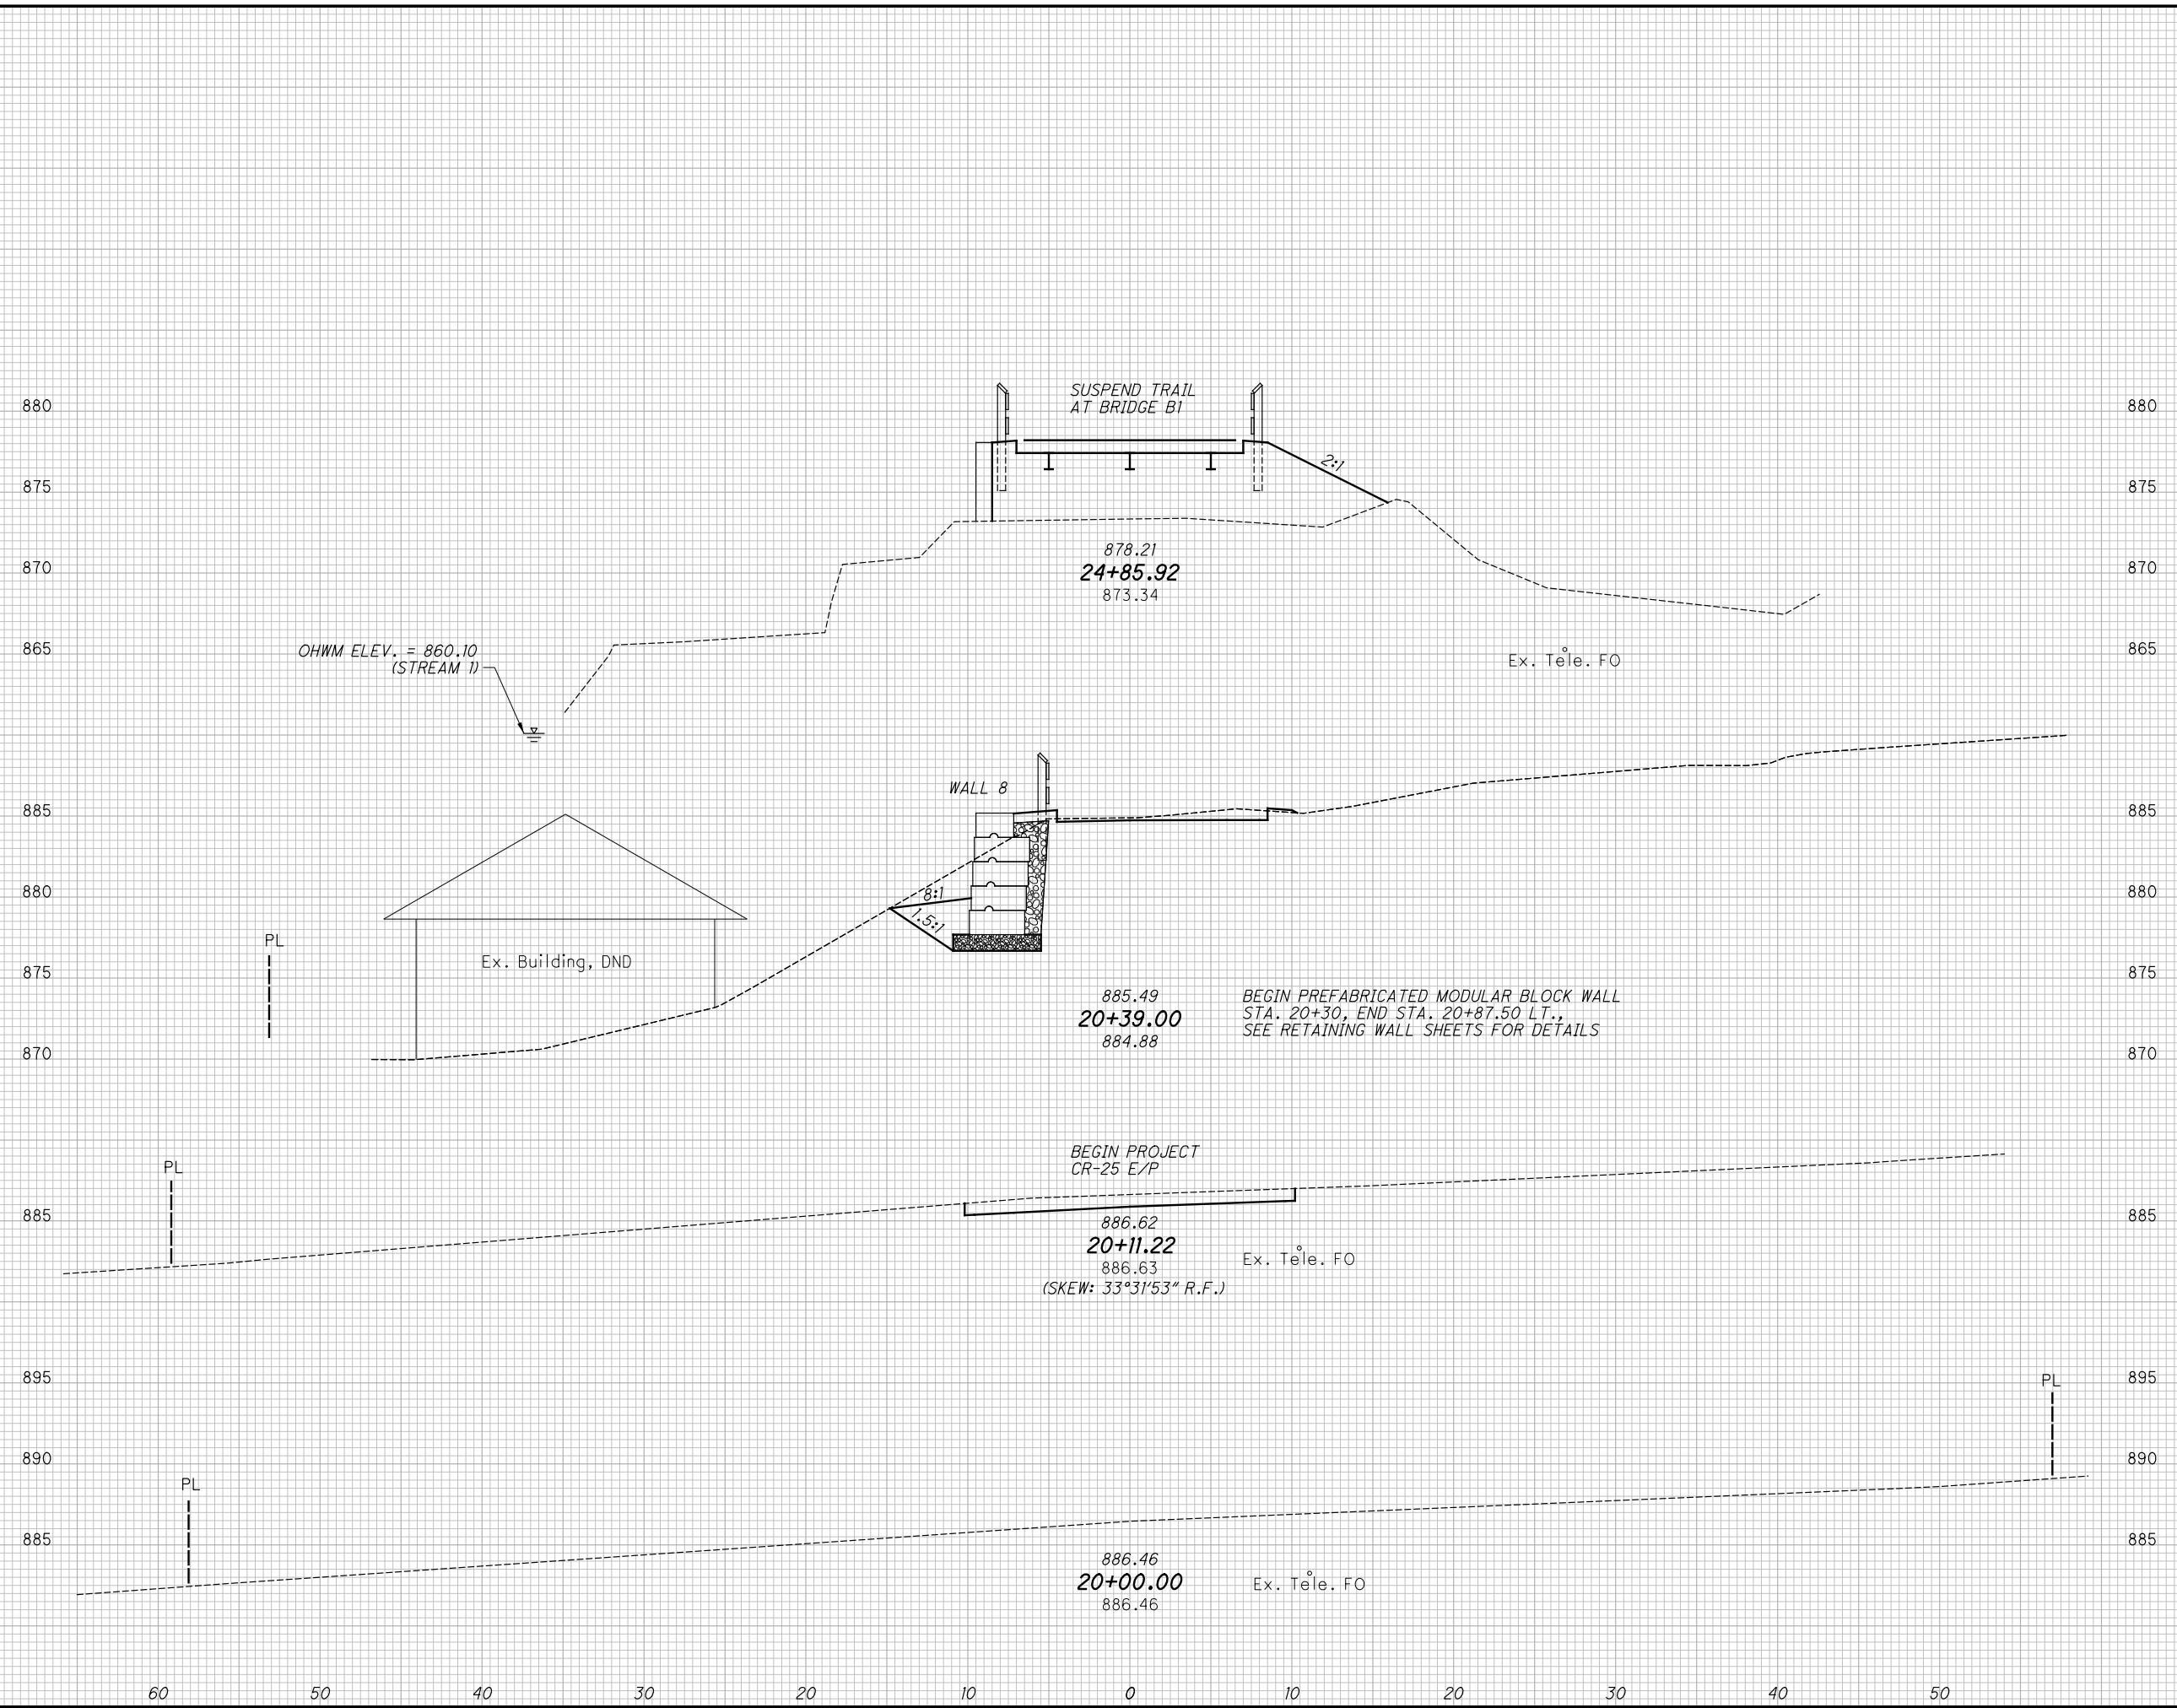 SUSPEND TRAIL
AT BRIDGE B1
880 880
2:1
875 875
878.21
870 24+85.92 870
873.34
OHWM ELEV. = 860.10
(STREAM 1)
865 865
Ex. Tele. FO
WALL 8
885 885
880 8:1 880
1.5:1
PL
Ex. Building, DND
875 875
885.49
20+39.00
884.88
BEGIN PREFABRICATED MODULAR BLOCK WALL
STA. 20+30, END STA. 20+87.50 LT.,
SEE RETAINING WALL SHEETS FOR DETAILS
870 870
BEGIN PROJECT
CR-25 E/P
PL
885 885
886.62
20+11.22
886.63
(SKEW: 33°31'53" R.F.)
Ex. Tele. FO
895 895
PL
890 890
PL
885 885
886.46
20+00.00
886.46
Ex. Tele. FO
60 50 40 30 20 10 0 10 20 30 40 50